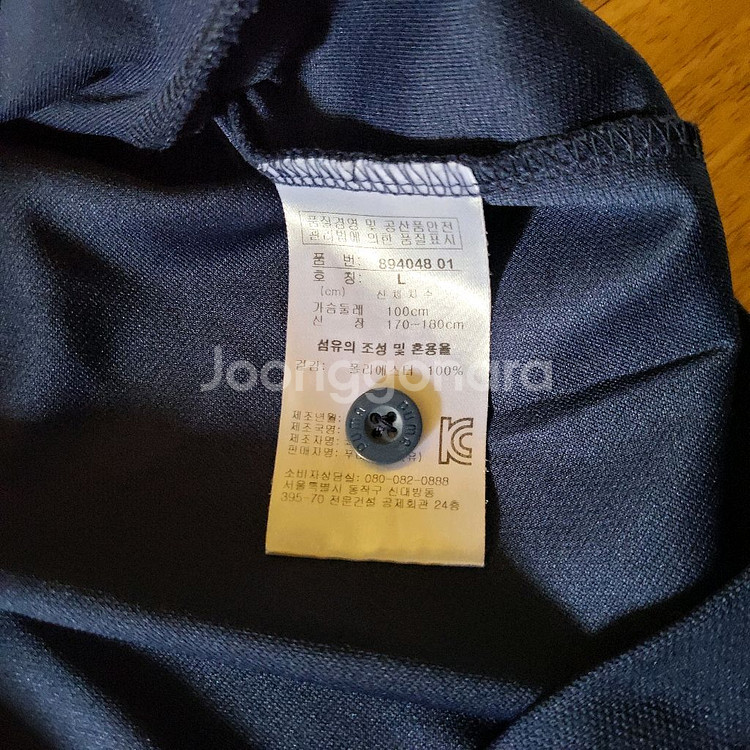 품질경영 및 공산품안전
관리법에 의한 품질표시
품 번: 894048 01
호 칭: L
(cm) 신체치수
가슴둘레 100cm
신 장 170-180cm
섬유의 조성 및 혼용율
겉감: 폴리에스터 100%
Joonggonara
제조년월:
제조국명:
제조자명:
판매자명: 유)
puma puma
소비자상담실: 080-082-0888
서울특별시 동작구 신대방동
395-70 전문건설 공제회관 24층